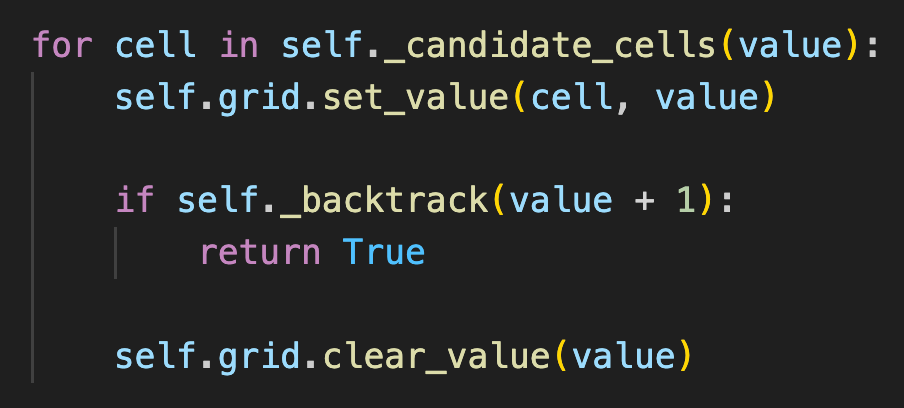 for cell in self._candidate_cells(value):
    self.grid.set_value(cell, value)
    if self._backtrack(value + 1):
        return True
    self.grid.clear_value(value)